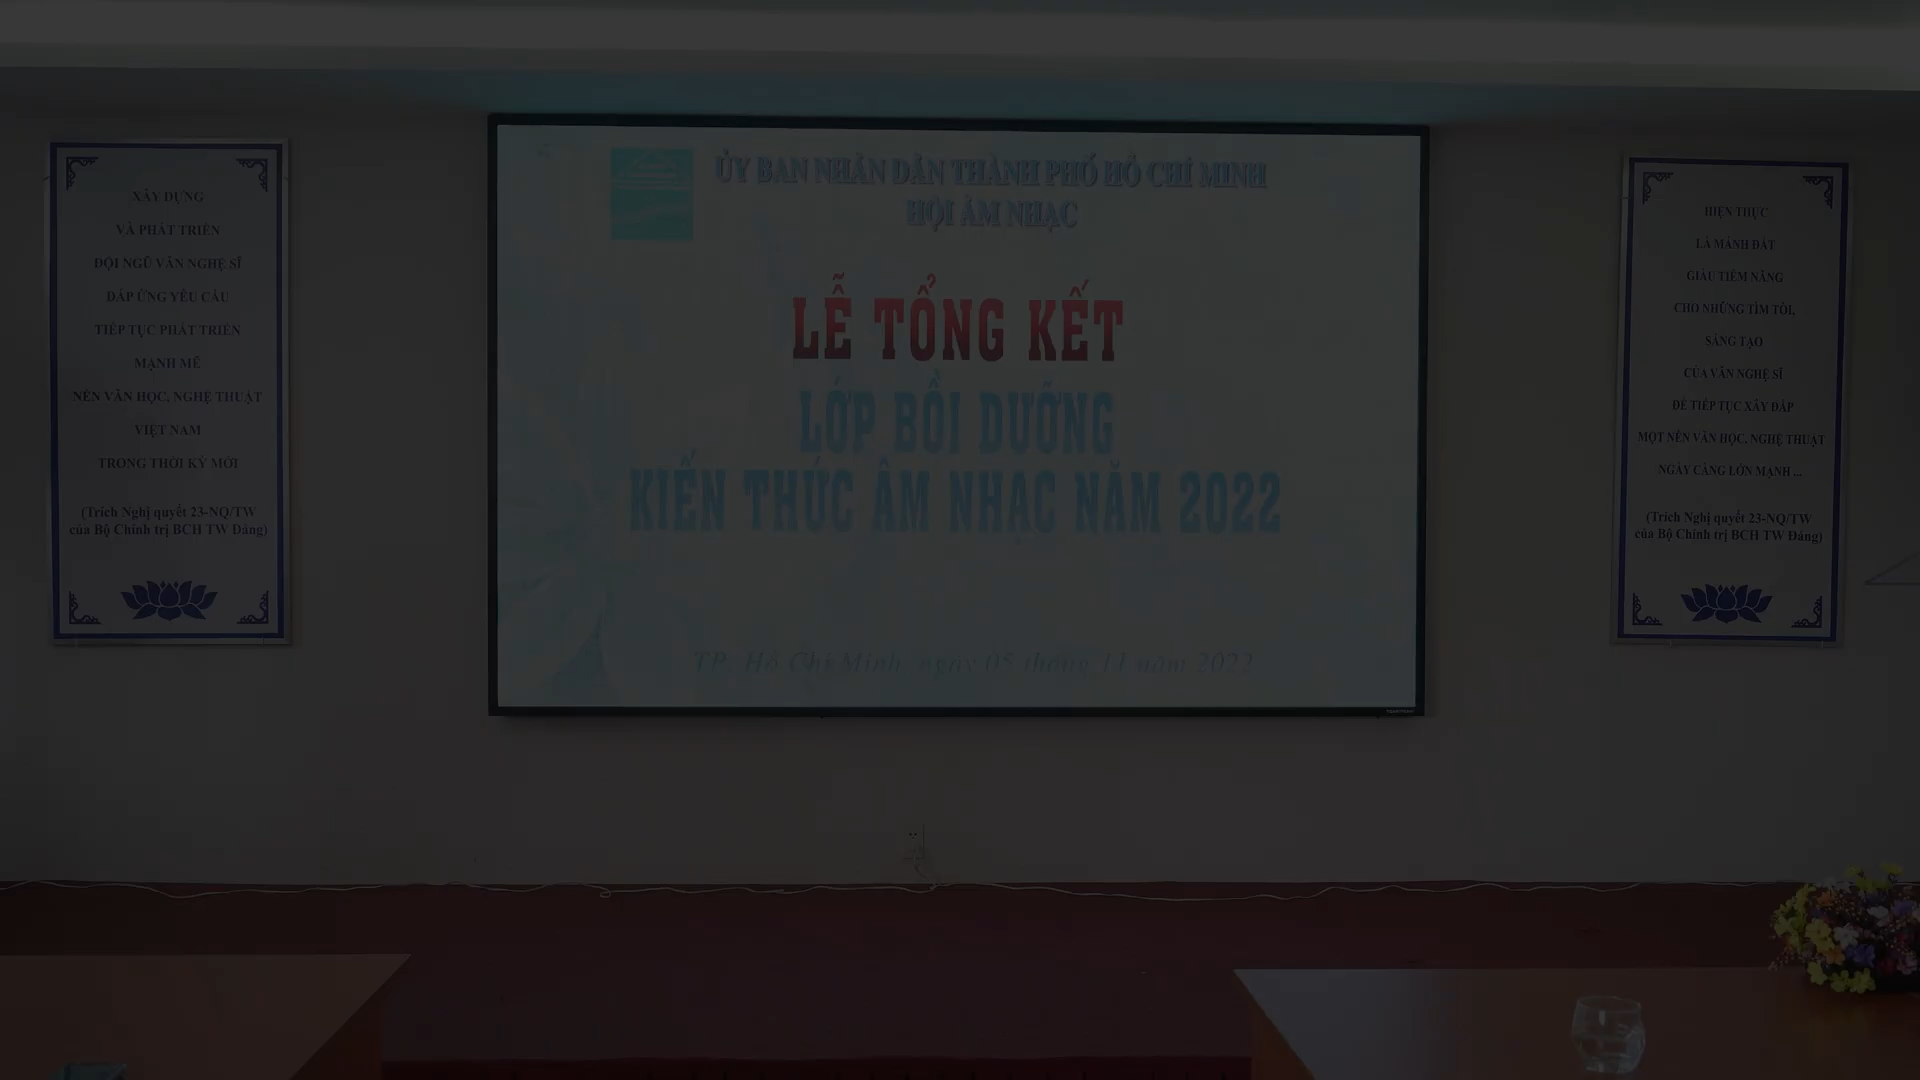 XÂY DỰNG
VÀ PHÁT TRIỂN
ĐỘI NGŨ VĂN NGHỆ SĨ
ĐÁP ỨNG YÊU CẦU
TIẾP TỤC PHÁT TRIỂN
MẠNH MẼ
NỀN VĂN HỌC, NGHỆ THUẬT
VIỆT NAM
TRONG THỜI KỲ MỚI
(Trích Nghị quyết 23-NQ/TW
của Bộ Chính trị BCH TW Đảng)
ỦY BAN NHÂN DÂN THÀNH PHỐ HỒ CHÍ MINH
HỘI ÂM NHẠC
LỄ TỔNG KẾT
LỚP BỒI DƯỠNG
KIẾN THỨC ÂM NHẠC NĂM 2022
TP. Hồ Chí Minh, ngày 05 tháng 11 năm 2022
HIỆN THỰC
LÀ MẢNH ĐẤT
GIÀU TIỀM NĂNG
CHO NHỮNG TÌM TÒI,
SÁNG TẠO
CỦA VĂN NGHỆ SĨ
ĐỂ TIẾP TỤC XÂY ĐẮP
MỘT NỀN VĂN HỌC, NGHỆ THUẬT
NGÀY CÀNG LỚN MẠNH ...
(Trích Nghị quyết 23-NQ/TW
của Bộ Chính trị BCH TW Đảng)